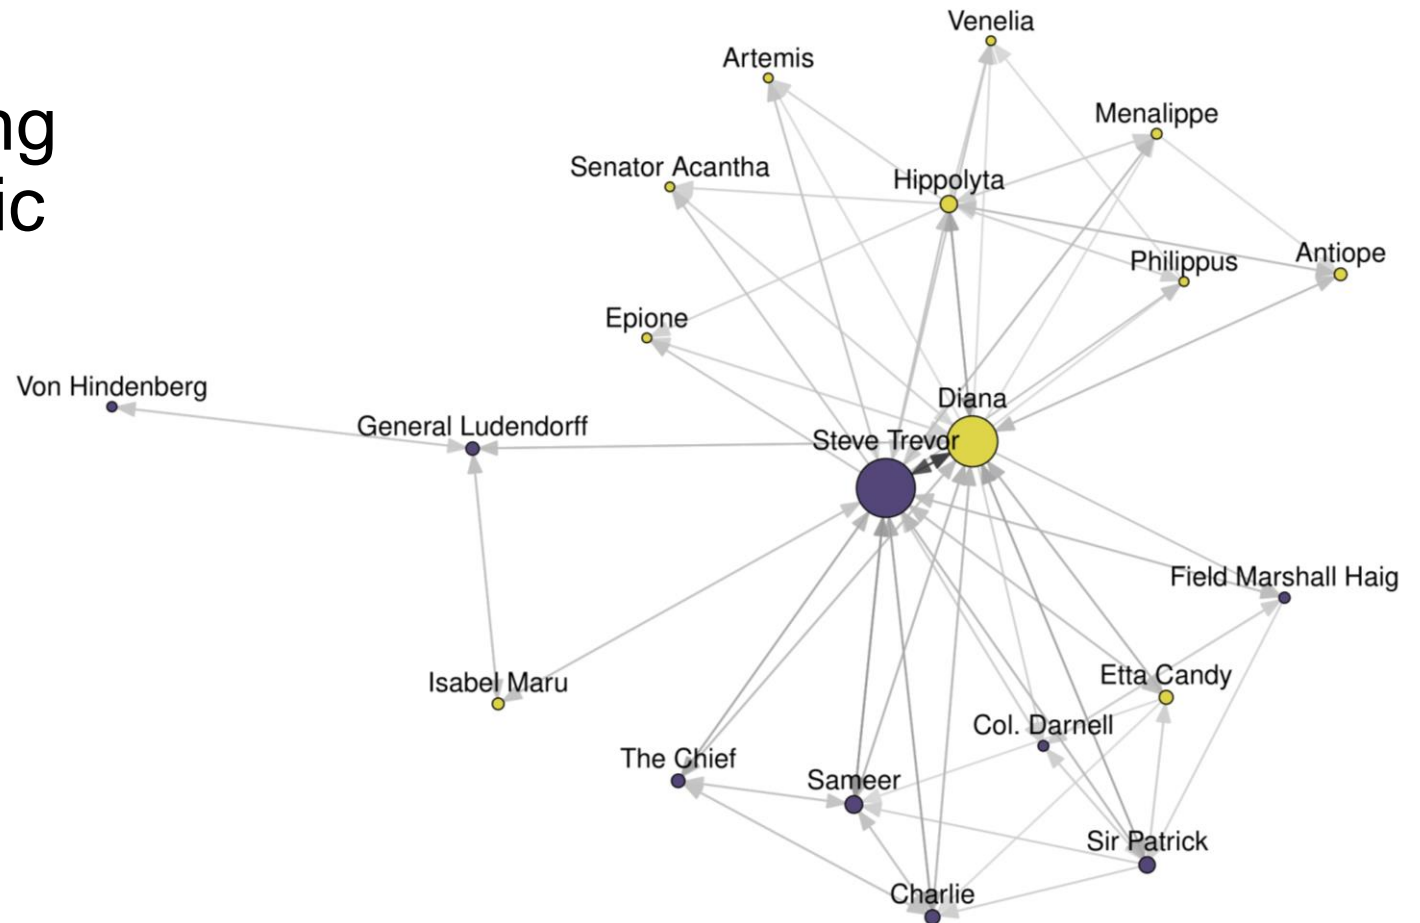 ng
ic
Venelia
Artemis
Menalippe
Senator Acantha
Hippolyta
Philippus
Antiope
Epione
Von Hindenberg
General Ludendorff
Diana
Steve Trevor
Field Marshall Haig
Isabel Maru
Etta Candy
Col. Darnell
The Chief
Sameer
Sir Patrick
Charlie